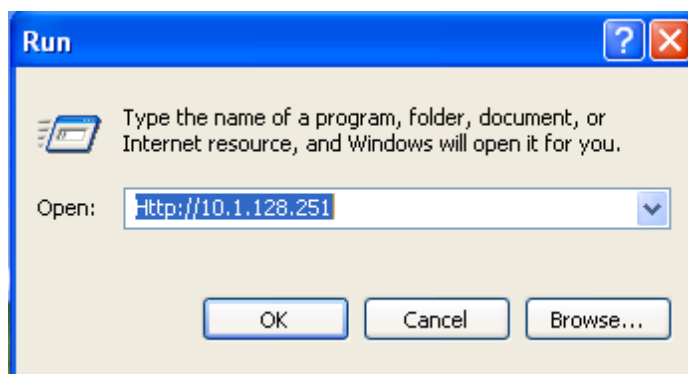 Run
Type the name of a program, folder, document, or
Internet resource, and Windows will open it for you.
Open: Http://10.1.128.251
OK Cancel Browse...